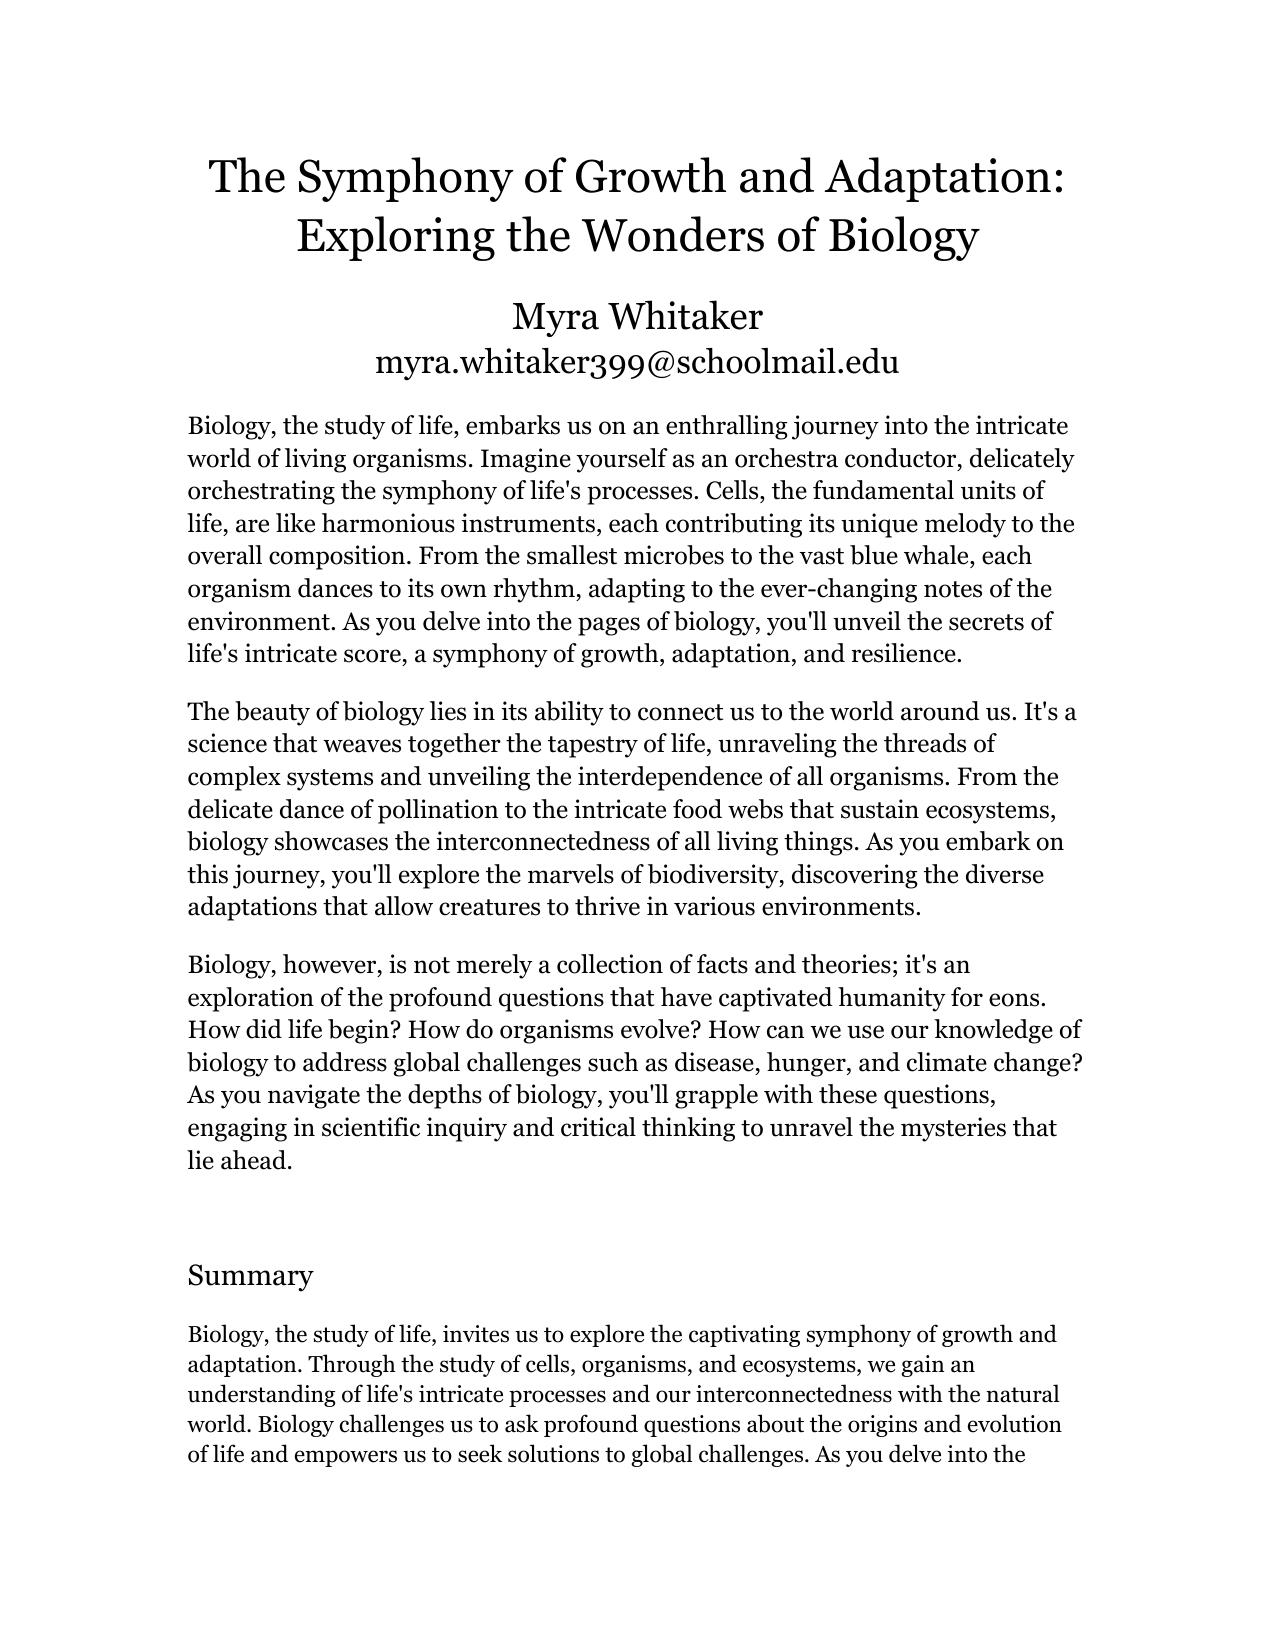 The Symphony of Growth and Adaptation:
Exploring the Wonders of Biology
Myra Whitaker
myra.whitaker399@schoolmail.edu
Biology, the study of life, embarks us on an enthralling journey into the intricate
world of living organisms. Imagine yourself as an orchestra conductor, delicately
orchestrating the symphony of life's processes. Cells, the fundamental units of
life, are like harmonious instruments, each contributing its unique melody to the
overall composition. From the smallest microbes to the vast blue whale, each
organism dances to its own rhythm, adapting to the ever-changing notes of the
environment. As you delve into the pages of biology, you'll unveil the secrets of
life's intricate score, a symphony of growth, adaptation, and resilience.
The beauty of biology lies in its ability to connect us to the world around us. It's a
science that weaves together the tapestry of life, unraveling the threads of
complex systems and unveiling the interdependence of all organisms. From the
delicate dance of pollination to the intricate food webs that sustain ecosystems,
biology showcases the interconnectedness of all living things. As you embark on
this journey, you'll explore the marvels of biodiversity, discovering the diverse
adaptations that allow creatures to thrive in various environments.
Biology, however, is not merely a collection of facts and theories; it's an
exploration of the profound questions that have captivated humanity for eons.
How did life begin? How do organisms evolve? How can we use our knowledge of
biology to address global challenges such as disease, hunger, and climate change?
As you navigate the depths of biology, you'll grapple with these questions,
engaging in scientific inquiry and critical thinking to unravel the mysteries that
lie ahead.
Summary
Biology, the study of life, invites us to explore the captivating symphony of growth and
adaptation. Through the study of cells, organisms, and ecosystems, we gain an
understanding of life's intricate processes and our interconnectedness with the natural
world. Biology challenges us to ask profound questions about the origins and evolution
of life and empowers us to seek solutions to global challenges. As you delve into the